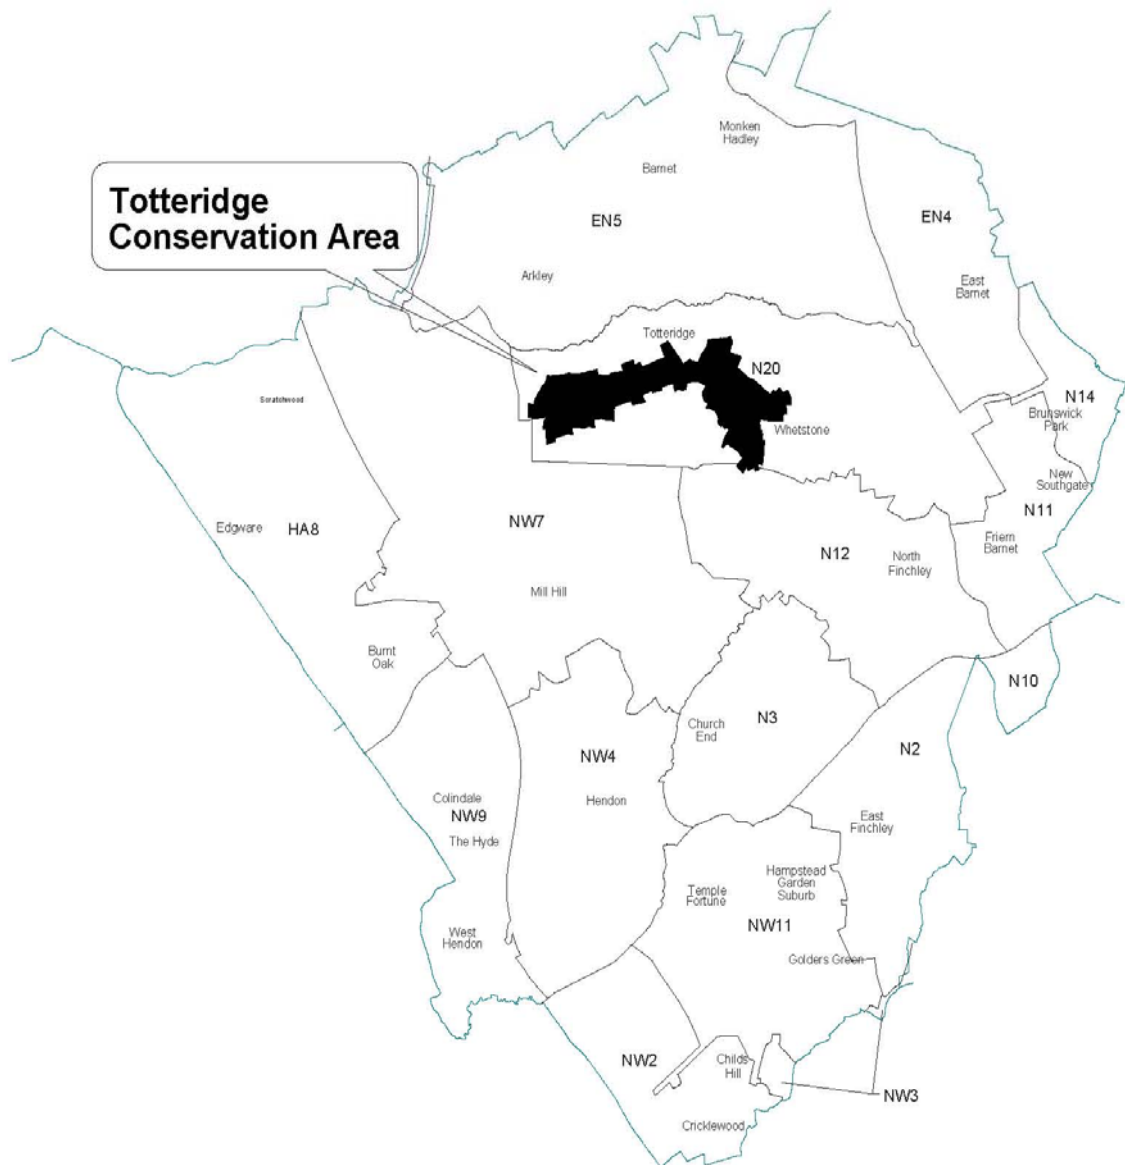 Monken
Hadley
Barnet
Totteridge
Conservation Area
EN5
EN4
Arkley
East
Barnet
Totteridge
N20
Scratchwood
N14
Brunswick
Park
Whetstone
New
Southgate
N11
Edgware
HA8
NW7
Friern
Barnet
N12
North
Finchley
Mill Hill
Burnt
Oak
N10
N3
Church
End
N2
NW4
Hendon
Colindale
NW9
The Hyde
East
Finchley
Hampstead
Garden
Suburb
Temple
Fortune
NW11
West
Hendon
Golders Green
NW2
Childs
Hill
NW3
Cricklewood